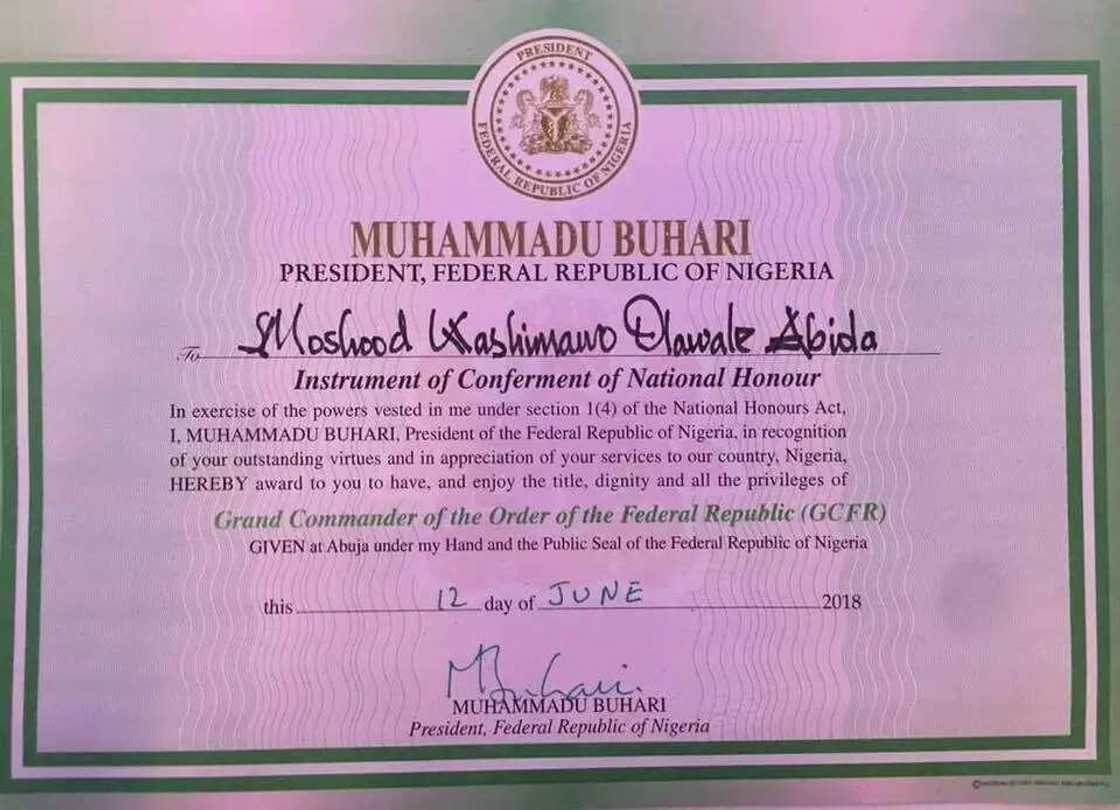 PRESIDENT
FEDERAL REPUBLIC OF NIGERIA
MUHAMMADU BUHARI
PRESIDENT, FEDERAL REPUBLIC OF NIGERIA
To Moshood Kashimawo Olawale Abiola
Instrument of Conferment of National Honour
In exercise of the powers vested in me under section 1(4) of the National Honours Act,
I, MUHAMMADU BUHARI, President of the Federal Republic of Nigeria, in recognition
of your outstanding virtues and in appreciation of your services to our country, Nigeria,
HEREBY award to you to have, and enjoy the title, dignity and all the privileges of
Grand Commander of the Order of the Federal Republic (GCFR)
GIVEN at Abuja under my Hand and the Public Seal of the Federal Republic of Nigeria
this 12 day of JUNE 2018
MBuhari.
MUHAMMADU BUHARI
President, Federal Republic of Nigeria